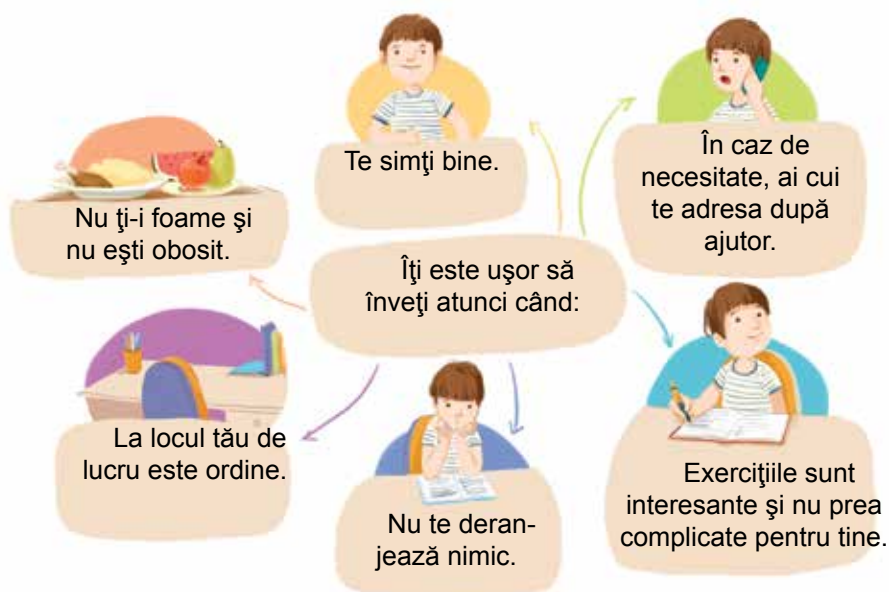 Te simţi bine.
În caz de
necesitate, ai cui
te adresa după
ajutor.
Nu ţi-i foame şi
nu eşti obosit.
Îţi este uşor să
înveţi atunci când:
La locul tău de
lucru este ordine.
Nu te deran-
jează nimic.
Exerciţiile sunt
interesante şi nu prea
complicate pentru tine.